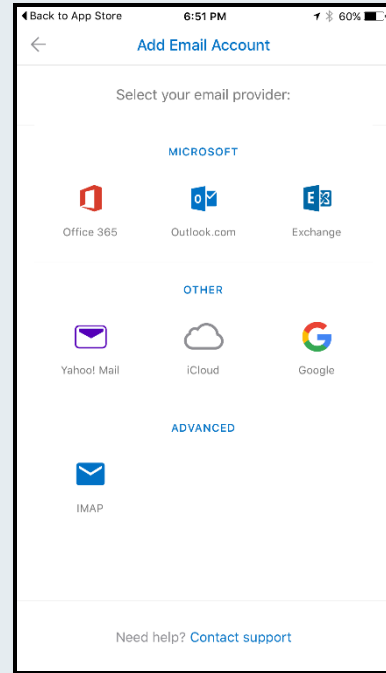 Back to App Store 6:51 PM 60%
Add Email Account
Select your email provider:
MICROSOFT
Office 365 Outlook.com Exchange
OTHER
Yahoo! Mail iCloud Google
ADVANCED
IMAP
Need help? Contact support